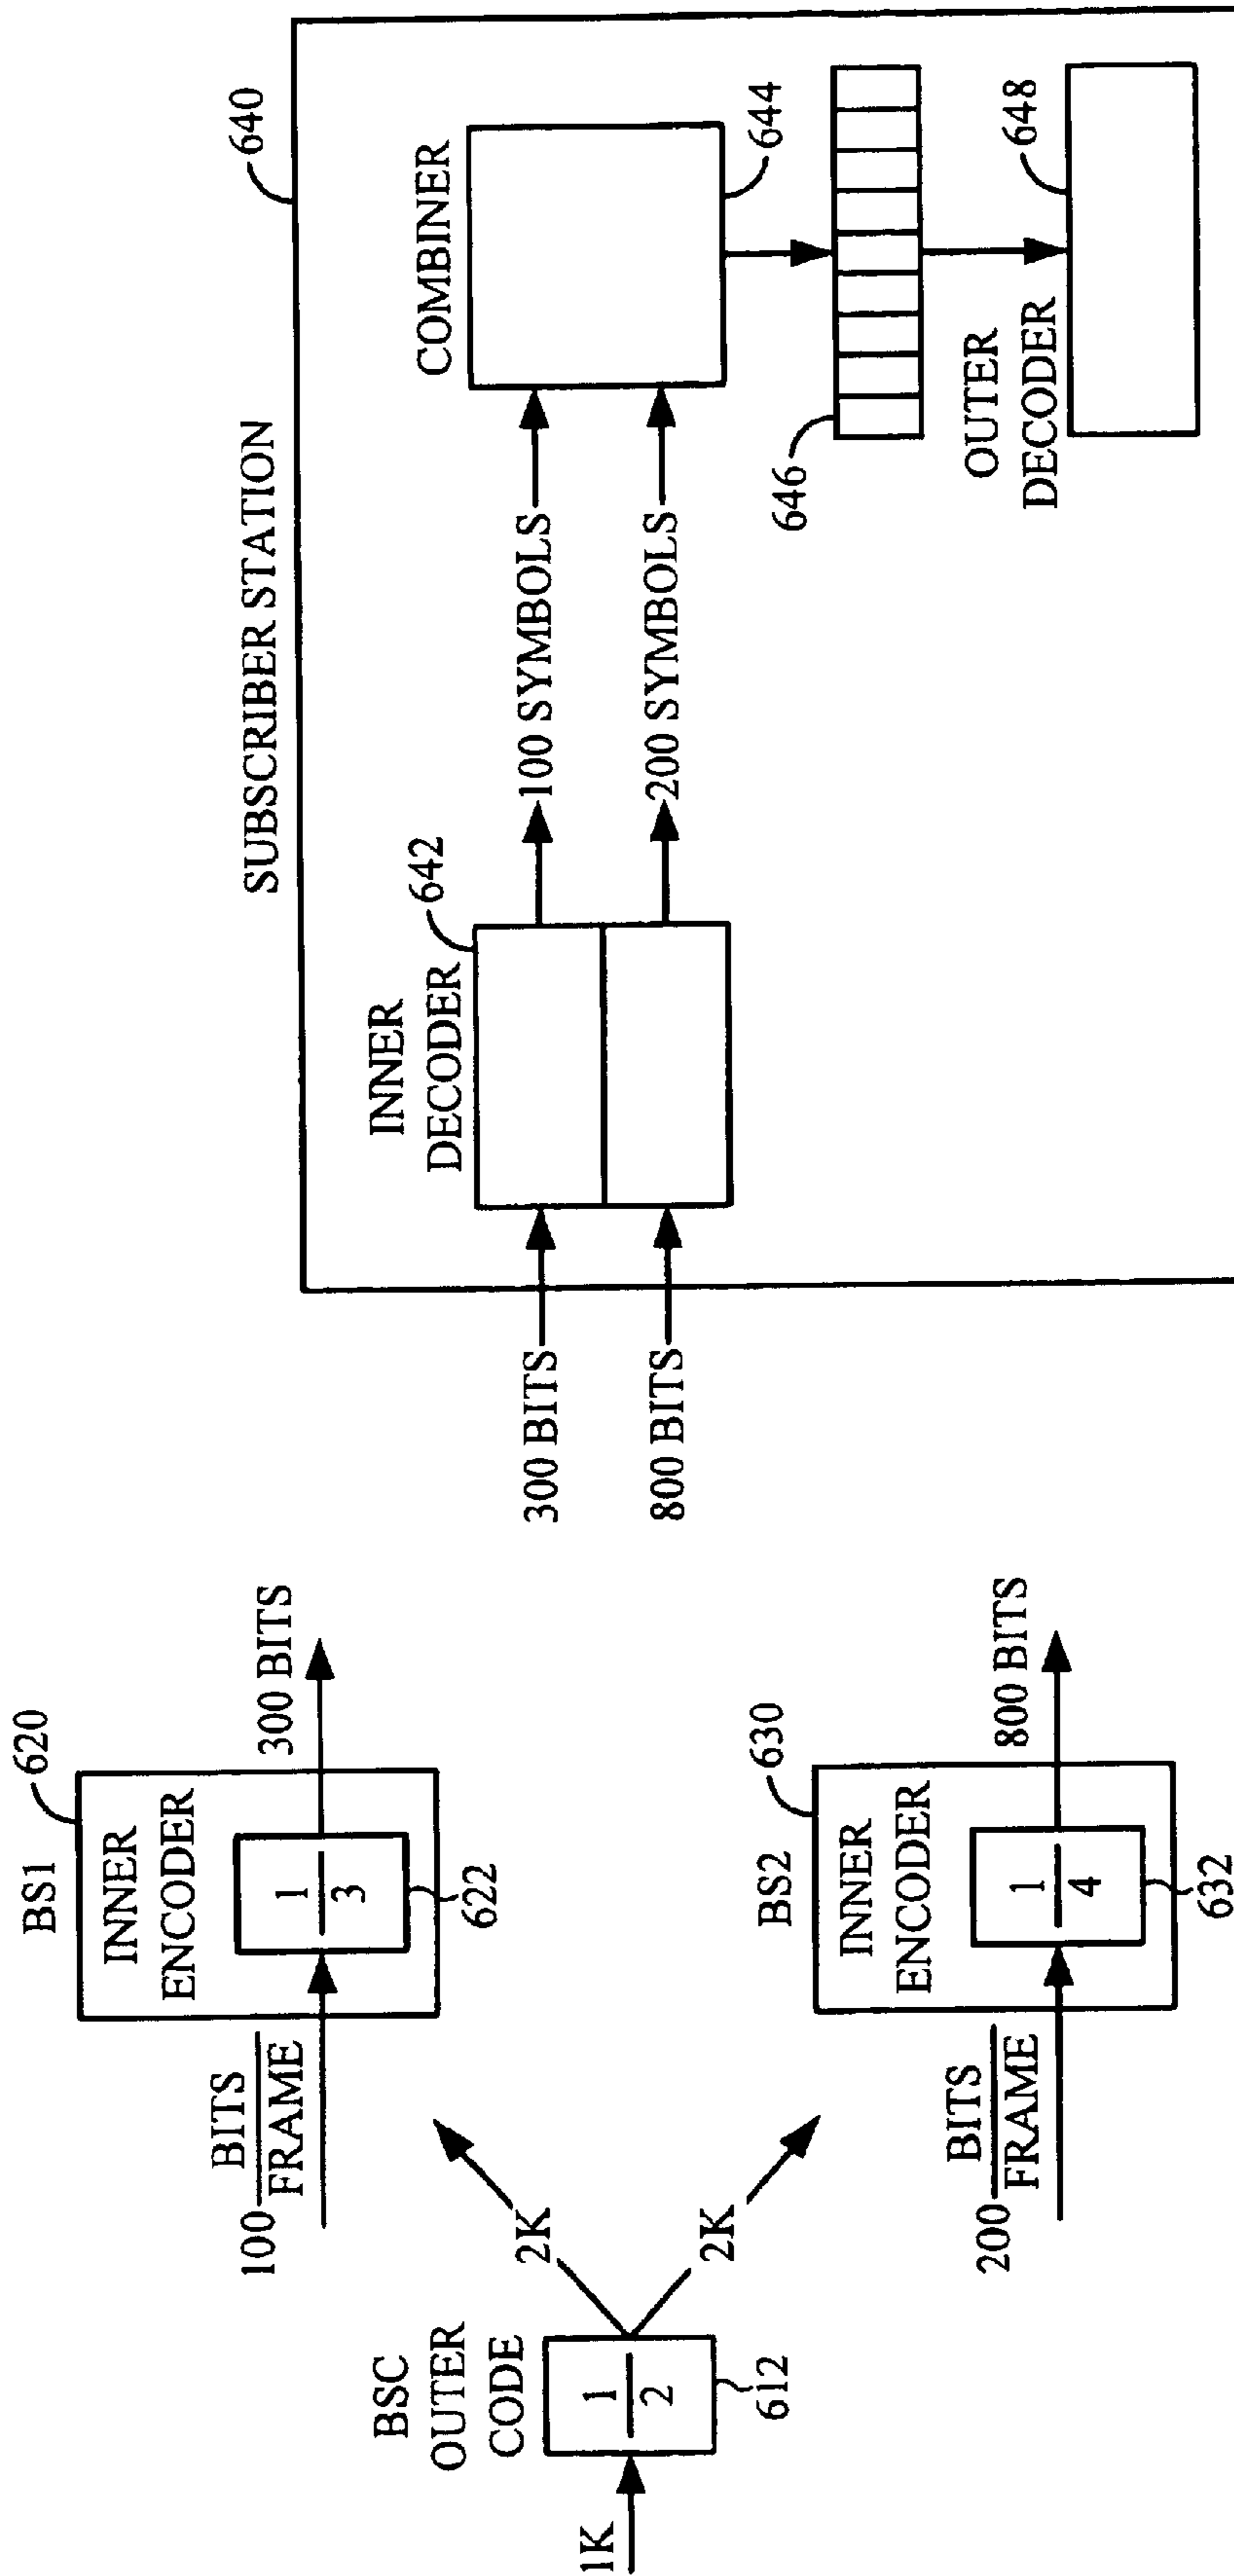 1K
BSC
OUTER
CODE
1
2
612
2K
2K
BS1
620
INNER
ENCODER
100 BITS
FRAME
1
3
622
300 BITS
BS2
630
INNER
ENCODER
200 BITS
FRAME
1
4
632
800 BITS
SUBSCRIBER STATION
640
300 BITS
800 BITS
INNER
DECODER
642
100 SYMBOLS
200 SYMBOLS
COMBINER
644
646
OUTER
DECODER
648